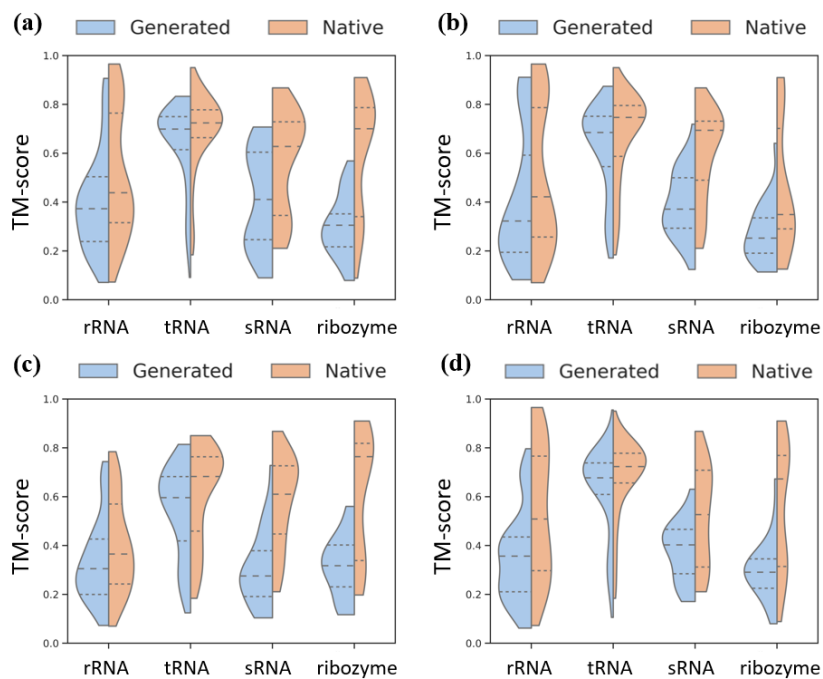 (a) Generated Native
1.0
0.8
0.6
0.4
0.2
0.0
TM-score
rRNA tRNA sRNA ribozyme
(b) Generated Native
1.0
0.8
0.6
0.4
0.2
0.0
TM-score
rRNA tRNA sRNA ribozyme
(c) Generated Native
1.0
0.8
0.6
0.4
0.2
0.0
TM-score
rRNA tRNA sRNA ribozyme
(d) Generated Native
1.0
0.8
0.6
0.4
0.2
0.0
TM-score
rRNA tRNA sRNA ribozyme